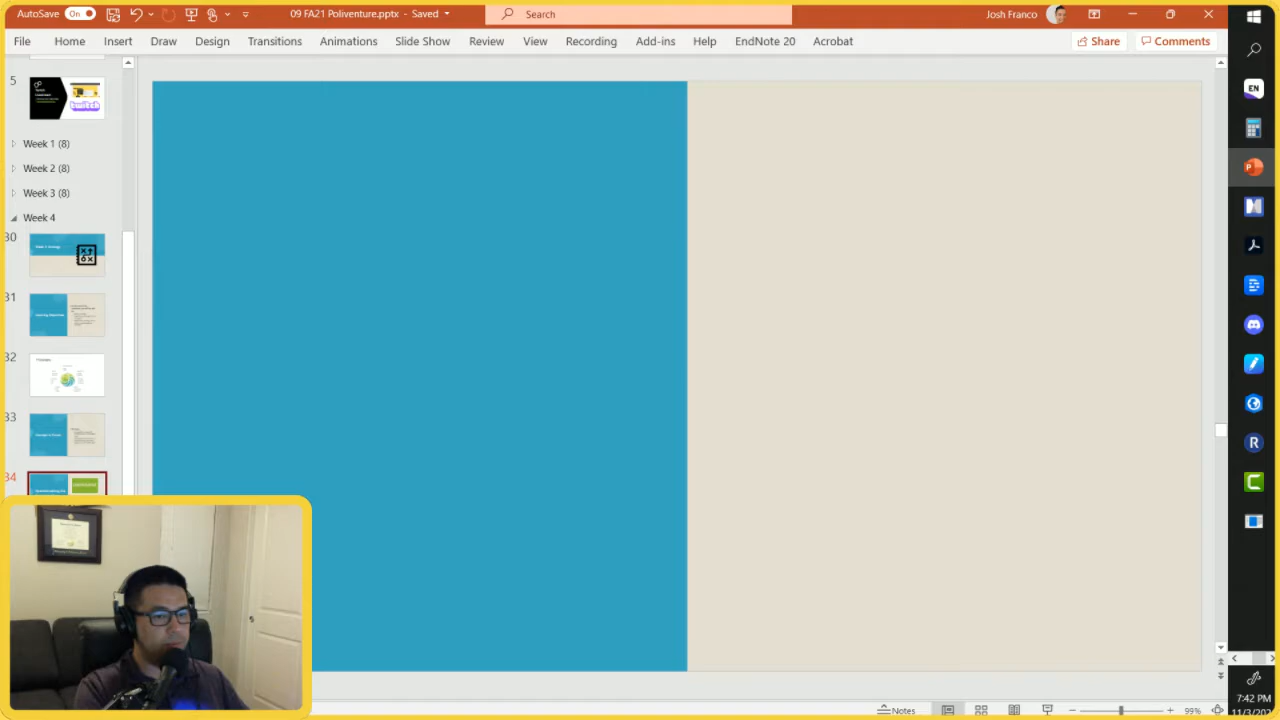 AutoSave On 09 FA21 Poliventure.pptx - Saved Search Josh Franco
File Home Insert Draw Design Transitions Animations Slide Show Review View Recording Add-ins Help EndNote 20 Acrobat Share Comments
5
twitch
Week 1 (8)
Week 2 (8)
Week 3 (8)
Week 4
30
31
32
33
34
EN
P
R
C
Notes 99%
7:42 PM